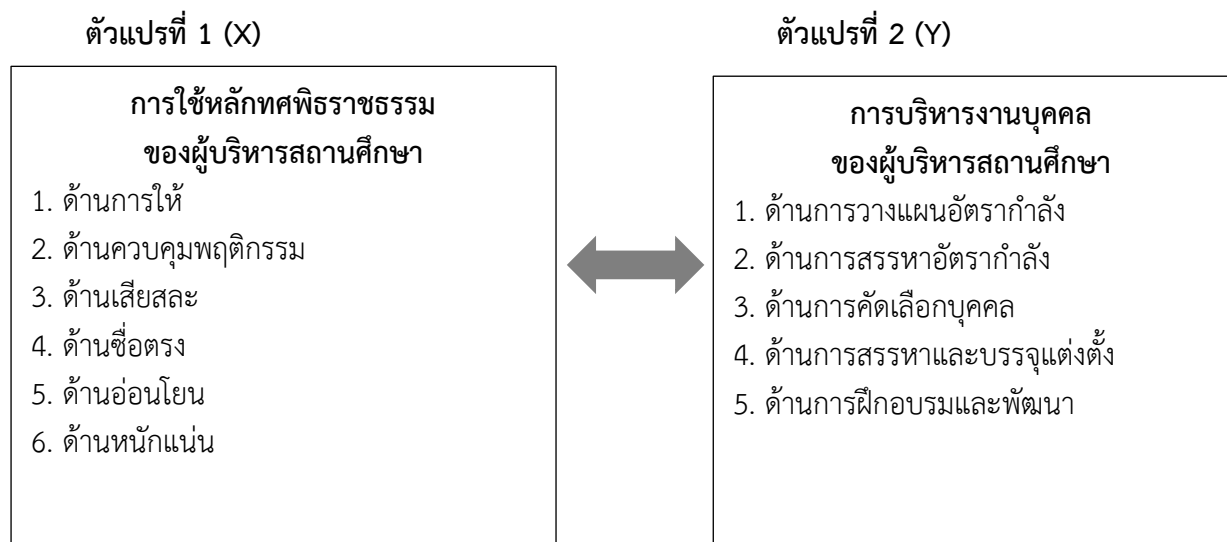 ตัวแปรที่ 1 (X)
ตัวแปรที่ 2 (Y)
การใช้หลักทศพิธราชธรรม
ของผู้บริหารสถานศึกษา
1. ด้านการให้
2. ด้านควบคุมพฤติกรรม
3. ด้านเสียสละ
4. ด้านซื่อตรง
5. ด้านอ่อนโยน
6. ด้านหนักแน่น
การบริหารงานบุคคล
ของผู้บริหารสถานศึกษา
1. ด้านการวางแผนอัตรากำลัง
2. ด้านการสรรหาอัตรากำลัง
3. ด้านการคัดเลือกบุคคล
4. ด้านการสรรหาและบรรจุแต่งตั้ง
5. ด้านการฝึกอบรมและพัฒนา